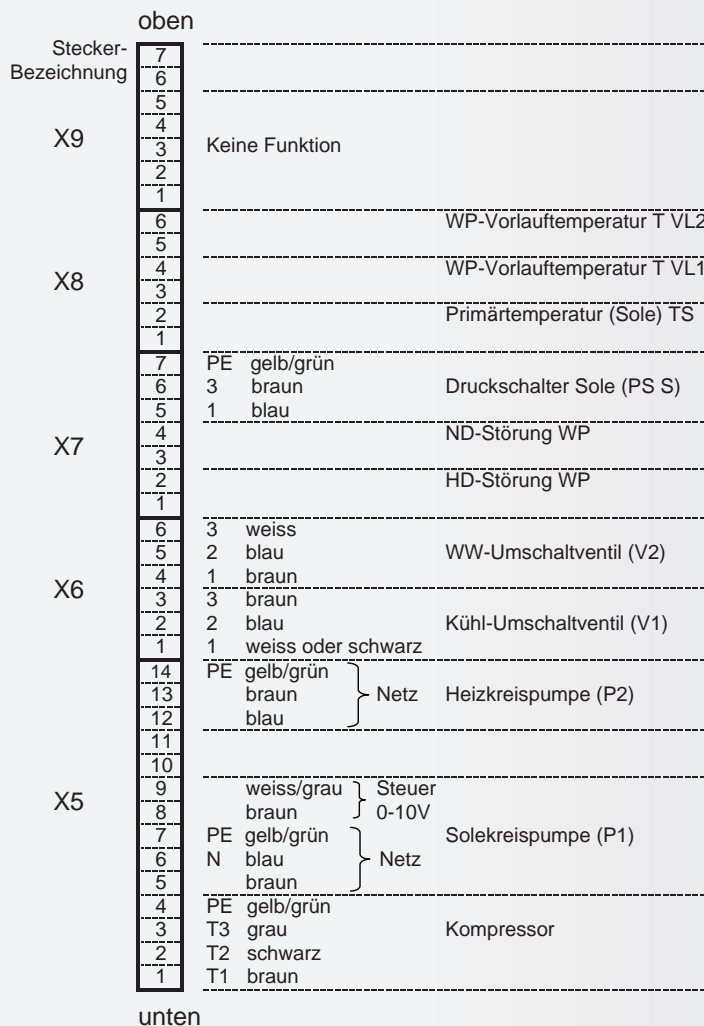 oben
Stecker-
Bezeichnung
7
6
5
X9
4
3 Keine Funktion
2
1
6 WP-Vorlauftemperatur T VL2
5
X8
4 WP-Vorlauftemperatur T VL1
3
2 Primärtemperatur (Sole) TS
1
7 PE gelb/grün
6 3 braun Druckschalter Sole (PS S)
5 1 blau
X7
4 ND-Störung WP
3
2 HD-Störung WP
1
6 3 weiss
5 2 blau WW-Umschaltventil (V2)
4 1 braun
X6
3 3 braun
2 2 blau Kühl-Umschaltventil (V1)
1 1 weiss oder schwarz
14 PE gelb/grün
13 braun Netz Heizkreispumpe (P2)
12 blau
11
10
9 weiss/grau Steuer
X5
8 braun 0-10V
7 PE gelb/grün Solekreispumpe (P1)
6 N blau Netz
5 braun
4 PE gelb/grün
3 T3 grau Kompressor
2 T2 schwarz
1 T1 braun
unten